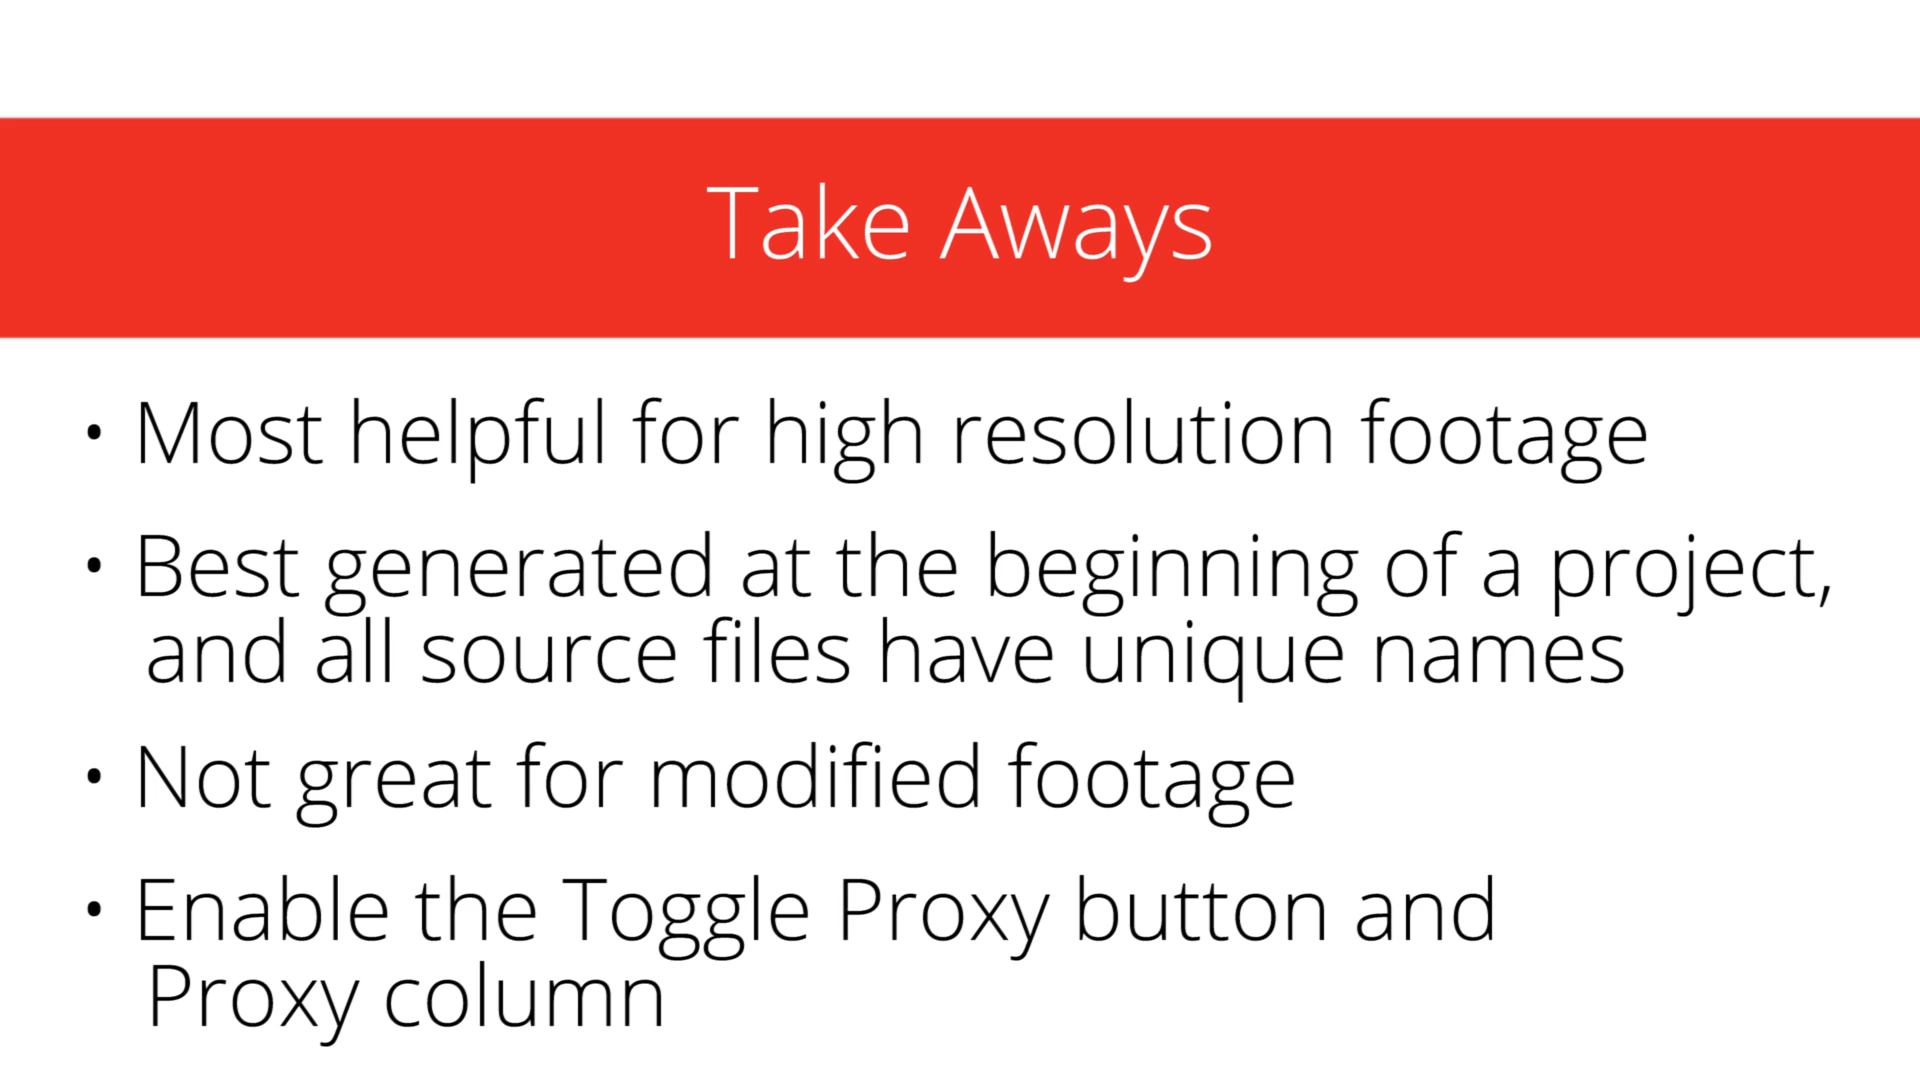 Take Aways
• Most helpful for high resolution footage
• Best generated at the beginning of a project,
and all source files have unique names
• Not great for modified footage
• Enable the Toggle Proxy button and
Proxy column